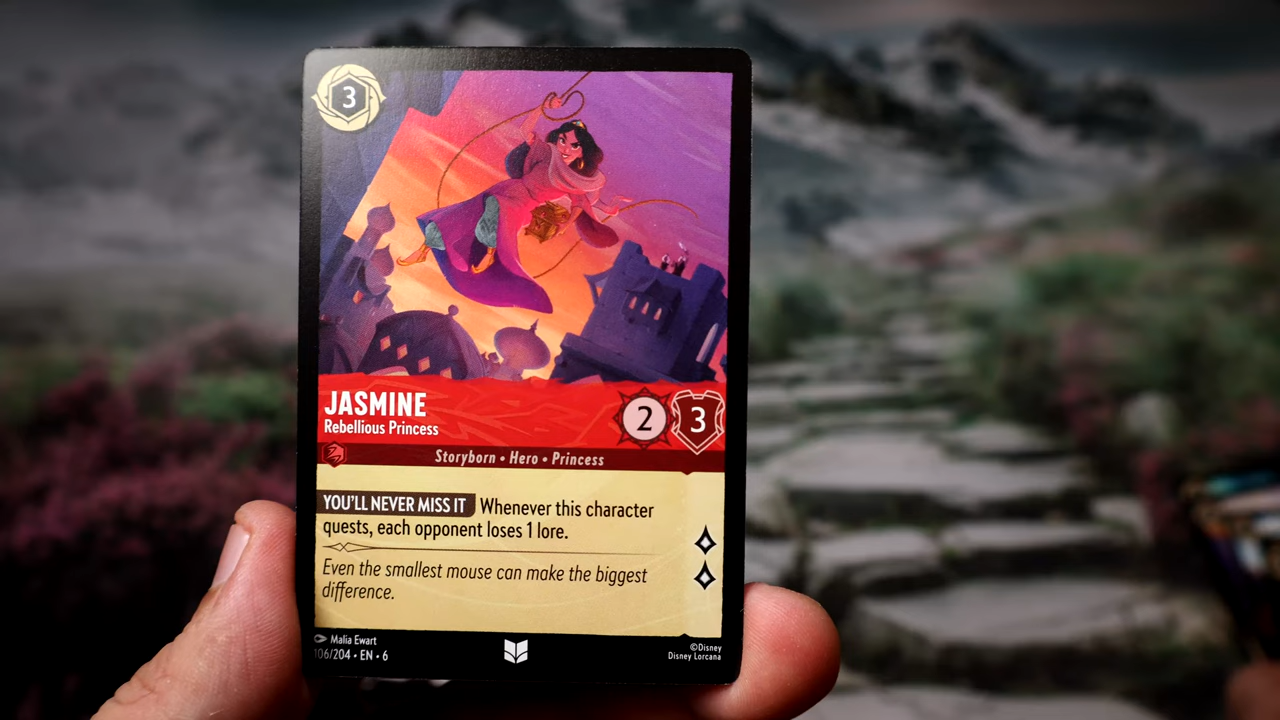 3
JASMINE
Rebellious Princess
2 3
Storyborn • Hero • Princess
YOU'LL NEVER MISS IT Whenever this character
quests, each opponent loses 1 lore.
Even the smallest mouse can make the biggest
difference.
Malia Ewart
106/204 • EN • 6
©Disney
Disney Lorcana